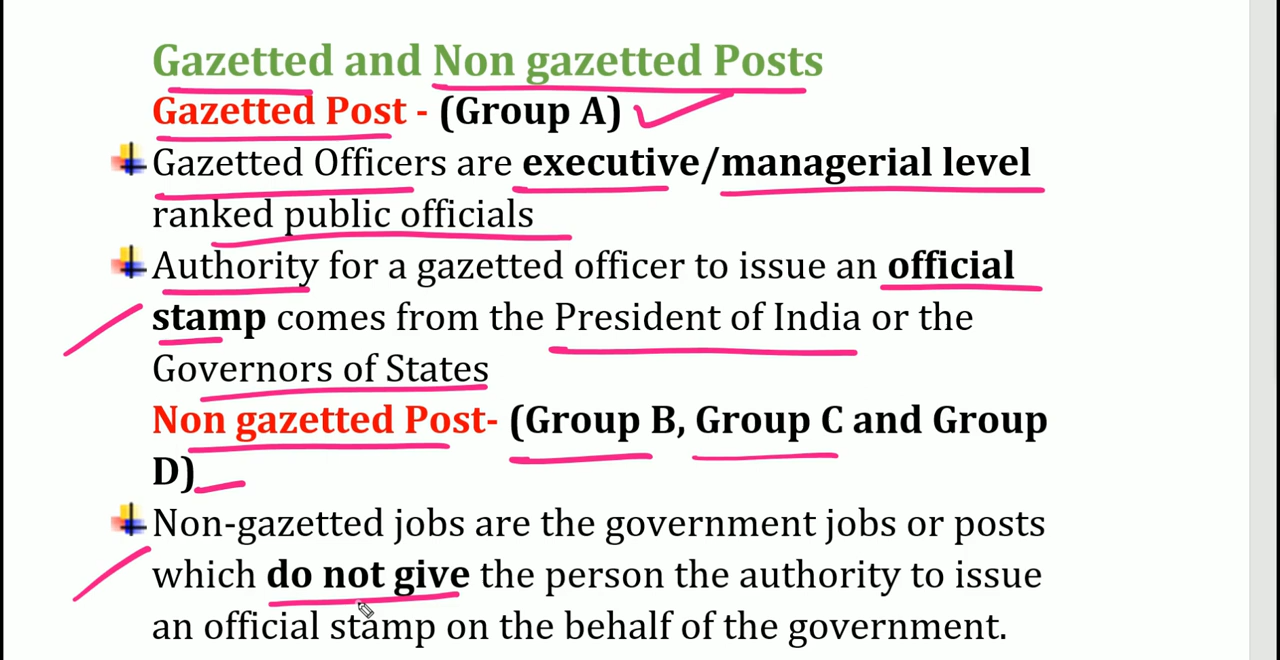 Gazetted and Non gazetted Posts
Gazetted Post - (Group A)
Gazetted Officers are executive/managerial level
ranked public officials
Authority for a gazetted officer to issue an official
stamp comes from the President of India or the
Governors of States
Non gazetted Post- (Group B, Group C and Group
D)
Non-gazetted jobs are the government jobs or posts
which do not give the person the authority to issue
an official stamp on the behalf of the government.